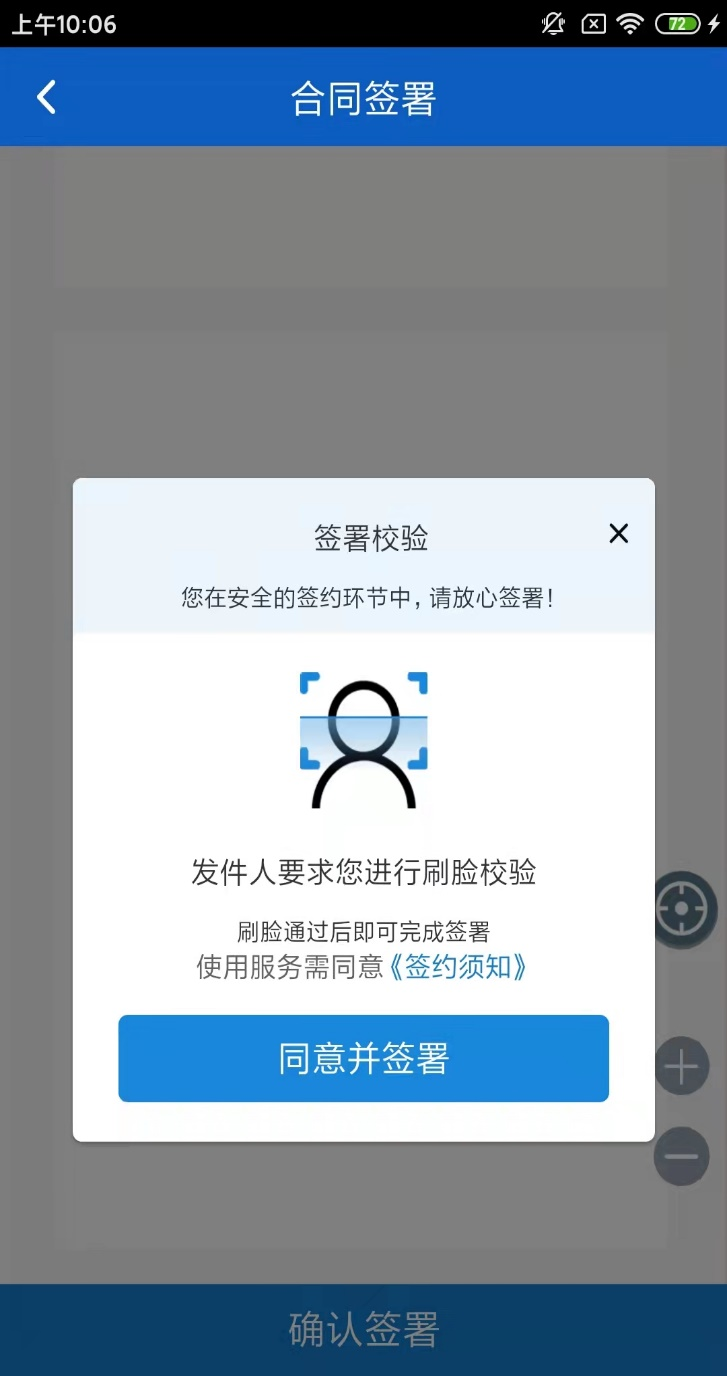 上午10:06
72
合同签署
签署校验
您在安全的签约环节中,请放心签署!
发件人要求您进行刷脸校验
刷脸通过后即可完成签署
使用服务需同意《签约须知》
同意并签署
确认签署